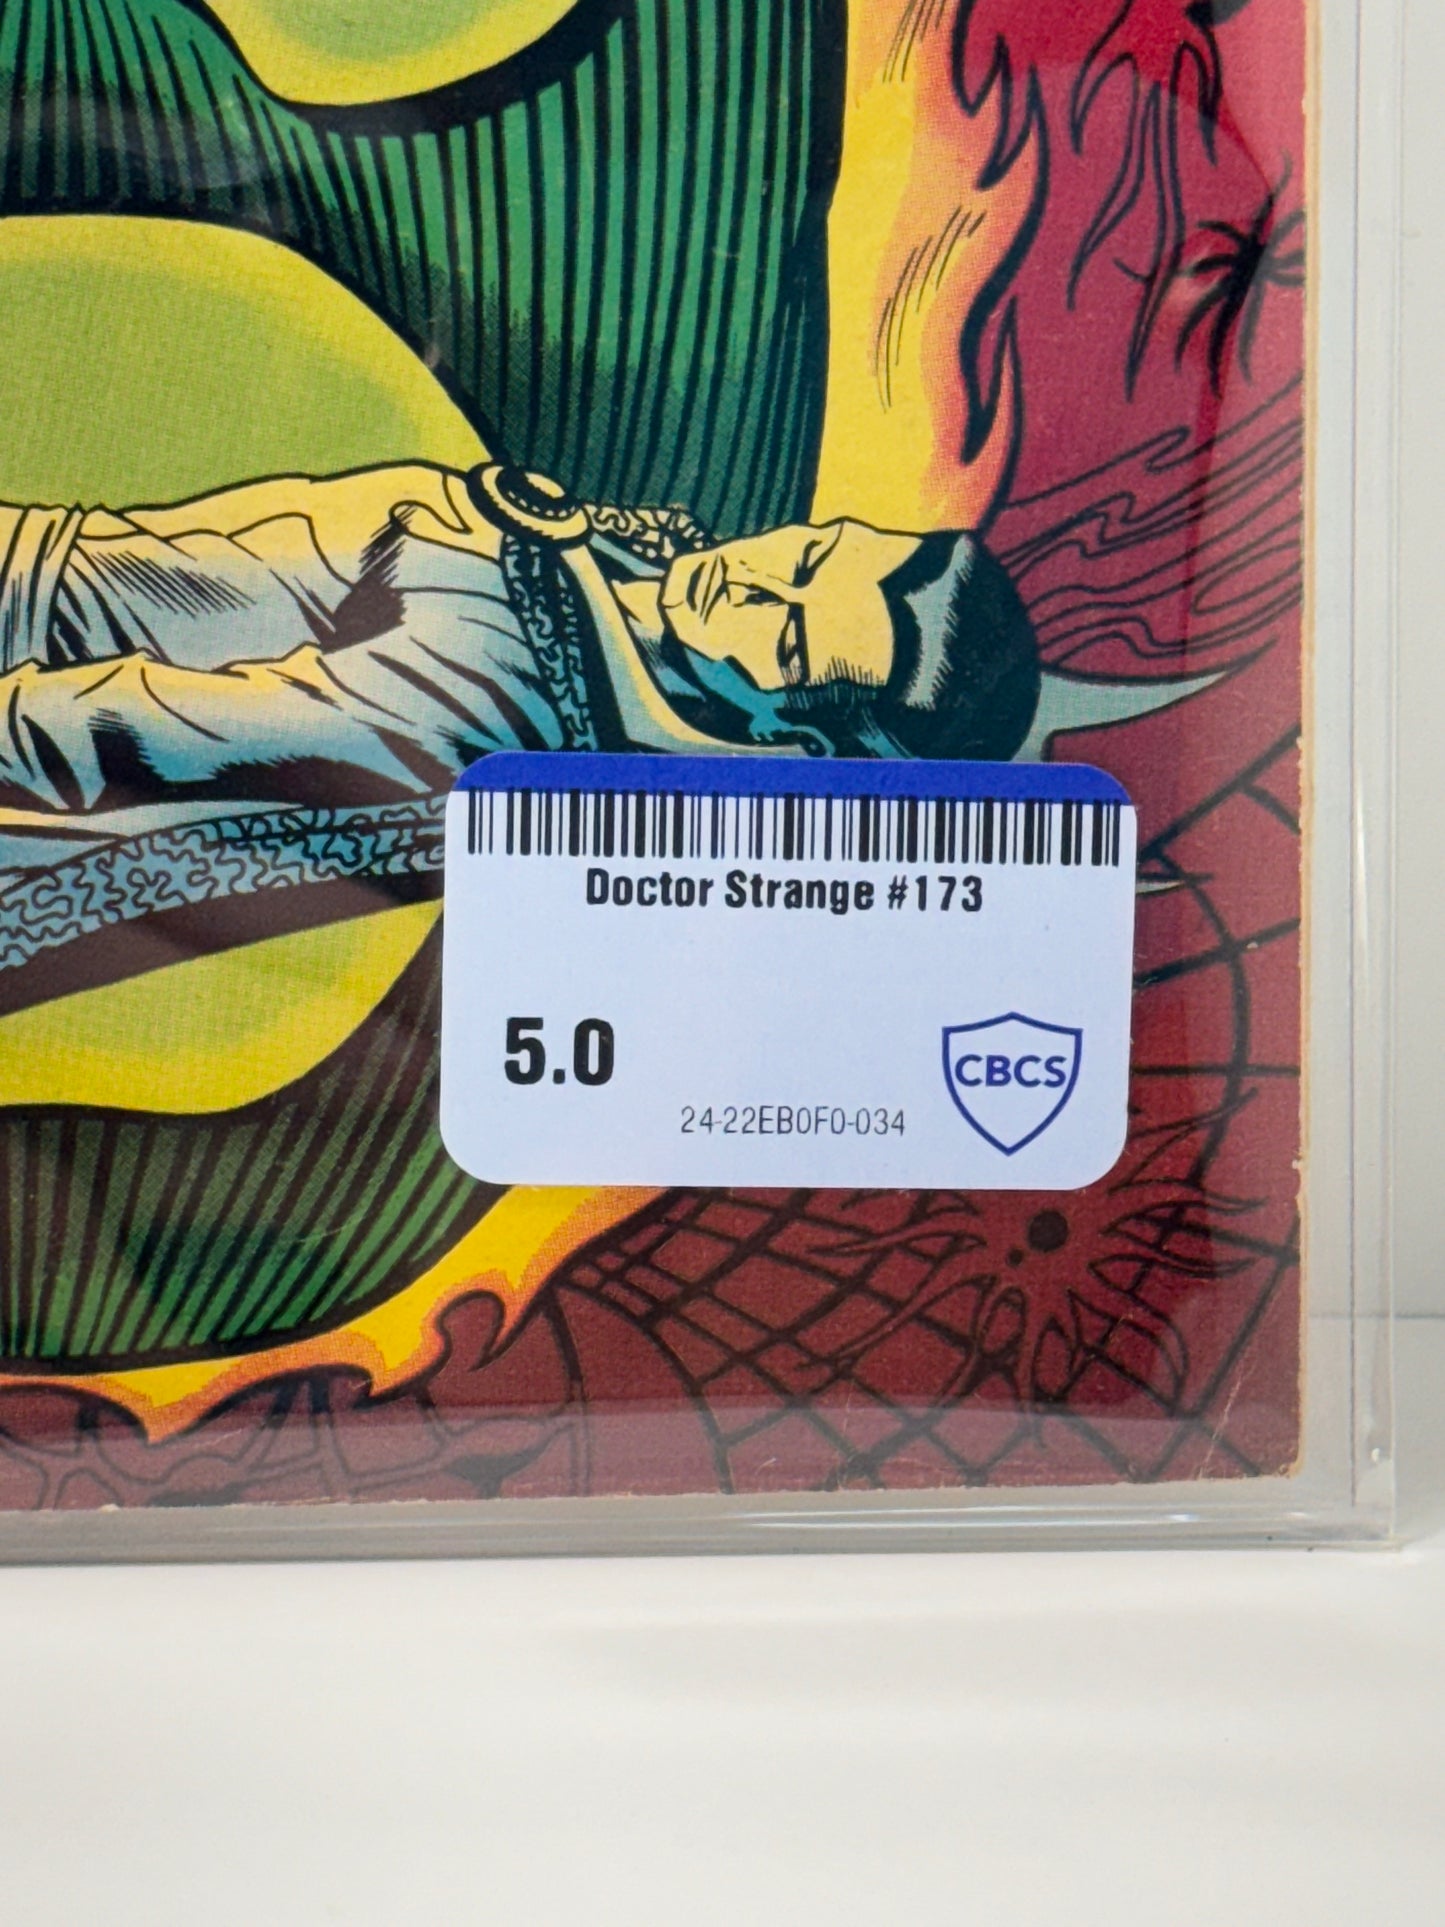 Doctor Strange #173
5.0
CBCS
24-22EB0F0-034